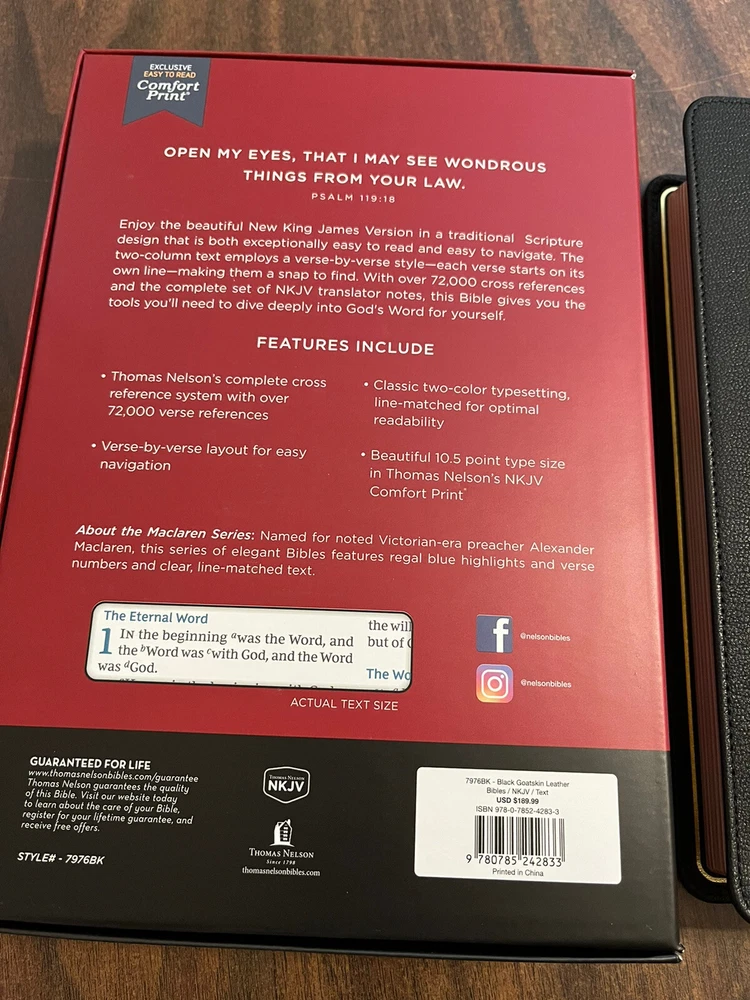 EXCLUSIVE
EASY TO READ
Comfort
Print®
OPEN MY EYES, THAT I MAY SEE WONDROUS
THINGS FROM YOUR LAW.
PSALM 119:18
Enjoy the beautiful New King James Version in a traditional Scripture
design that is both exceptionally easy to read and easy to navigate. The
two-column text employs a verse-by-verse style—each verse starts on its
own line—making them a snap to find. With over 72,000 cross references
and the complete set of NKJV translator notes, this Bible gives you the
tools you'll need to dive deeply into God's Word for yourself.
FEATURES INCLUDE
• Thomas Nelson's complete cross
reference system with over
72,000 verse references
• Verse-by-verse layout for easy
navigation
• Classic two-color typesetting,
line-matched for optimal
readability
• Beautiful 10.5 point type size
in Thomas Nelson's NKJV
Comfort Print®
About the Maclaren Series: Named for noted Victorian-era preacher Alexander
Maclaren, this series of elegant Bibles features regal blue highlights and verse
numbers and clear, line-matched text.
The Eternal Word
1 IN the beginning ᵃwas the Word, and
the ᵇWord was ᶜwith God, and the Word
was ᵈGod.
the will
but of
The Wo
ACTUAL TEXT SIZE
f @nelsonbibles
@nelsonbibles
GUARANTEED FOR LIFE
www.thomasnelsonbibles.com/guarantee
Thomas Nelson guarantees the quality
of this Bible. Visit our website today
to learn about the care of your Bible,
register for your lifetime guarantee, and
receive free offers.
STYLE# - 7976BK
THOMAS NELSON
NKJV
THOMAS NELSON
Since 1798
thomasnelsonbibles.com
7976BK - Black Goatskin Leather
Bibles / NKJV / Text
USD $189.99
ISBN 978-0-7852-4283-3
9 780785 242833
Printed in China